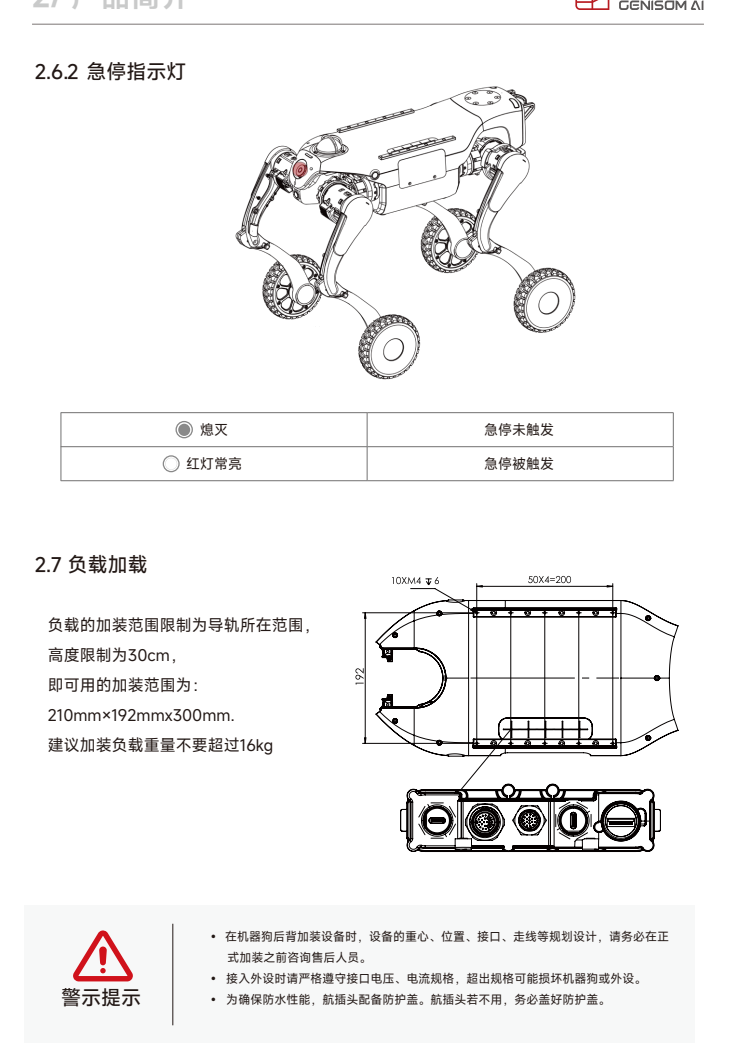 2/ 产品简介
GENISOM AI
2.6.2 急停指示灯
熄灭 急停未触发
红灯常亮 急停被触发
2.7 负载加载
负载的加装范围限制为导轨所在范围，
高度限制为30cm，
即可用的加装范围为：
210mm×192mmx300mm.
建议加装负载重量不要超过16kg
10XM4 ↧ 6
50X4=200
192
警示提示
• 在机器狗后背加装设备时，设备的重心、位置、接口、走线等规划设计，请务必在正
式加装之前咨询售后人员。
• 接入外设时请严格遵守接口电压、电流规格，超出规格可能损坏机器狗或外设。
• 为确保防水性能，航插头配备防护盖。航插头若不用，务必盖好防护盖。